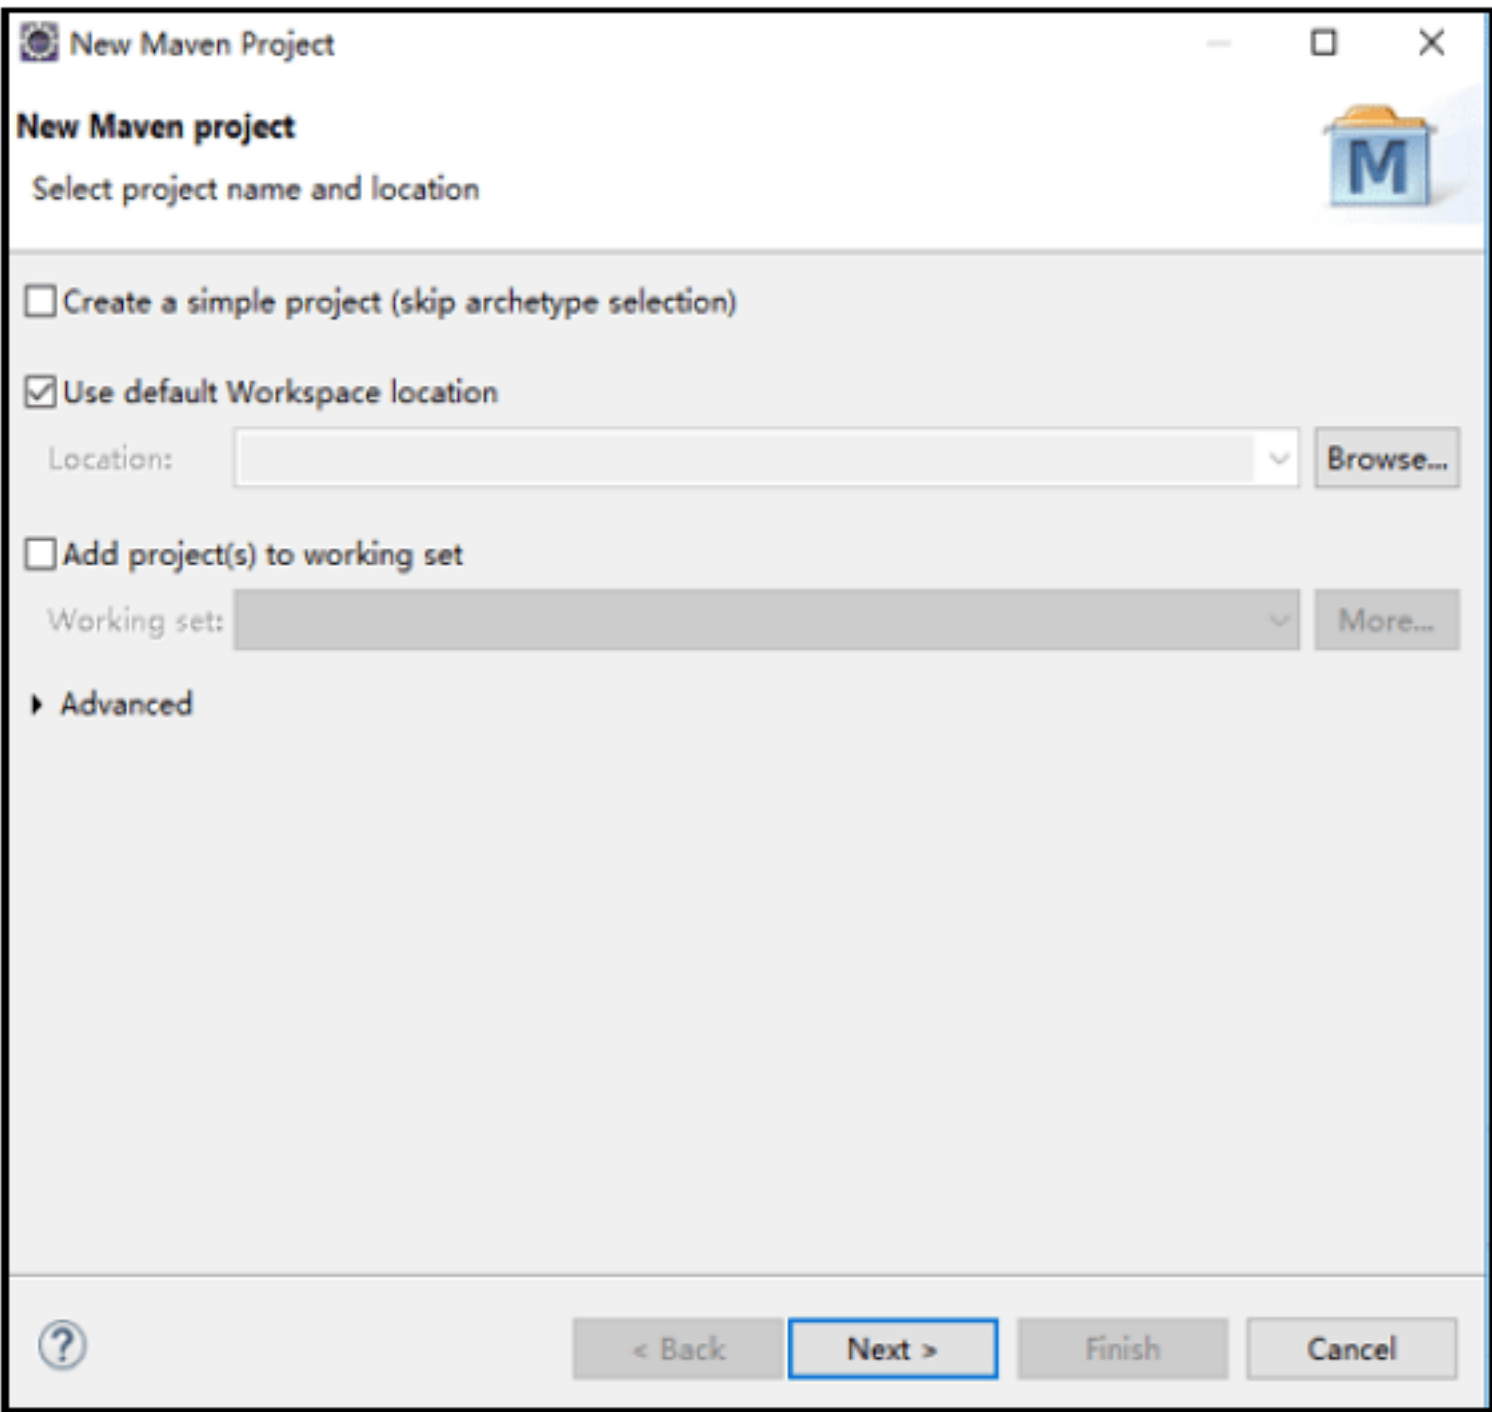 New Maven Project
New Maven project
M
Select project name and location
Create a simple project (skip archetype selection)
Use default Workspace location
Location:
Browse...
Add project(s) to working set
Working set:
More...
Advanced
?
< Back
Next >
Finish
Cancel